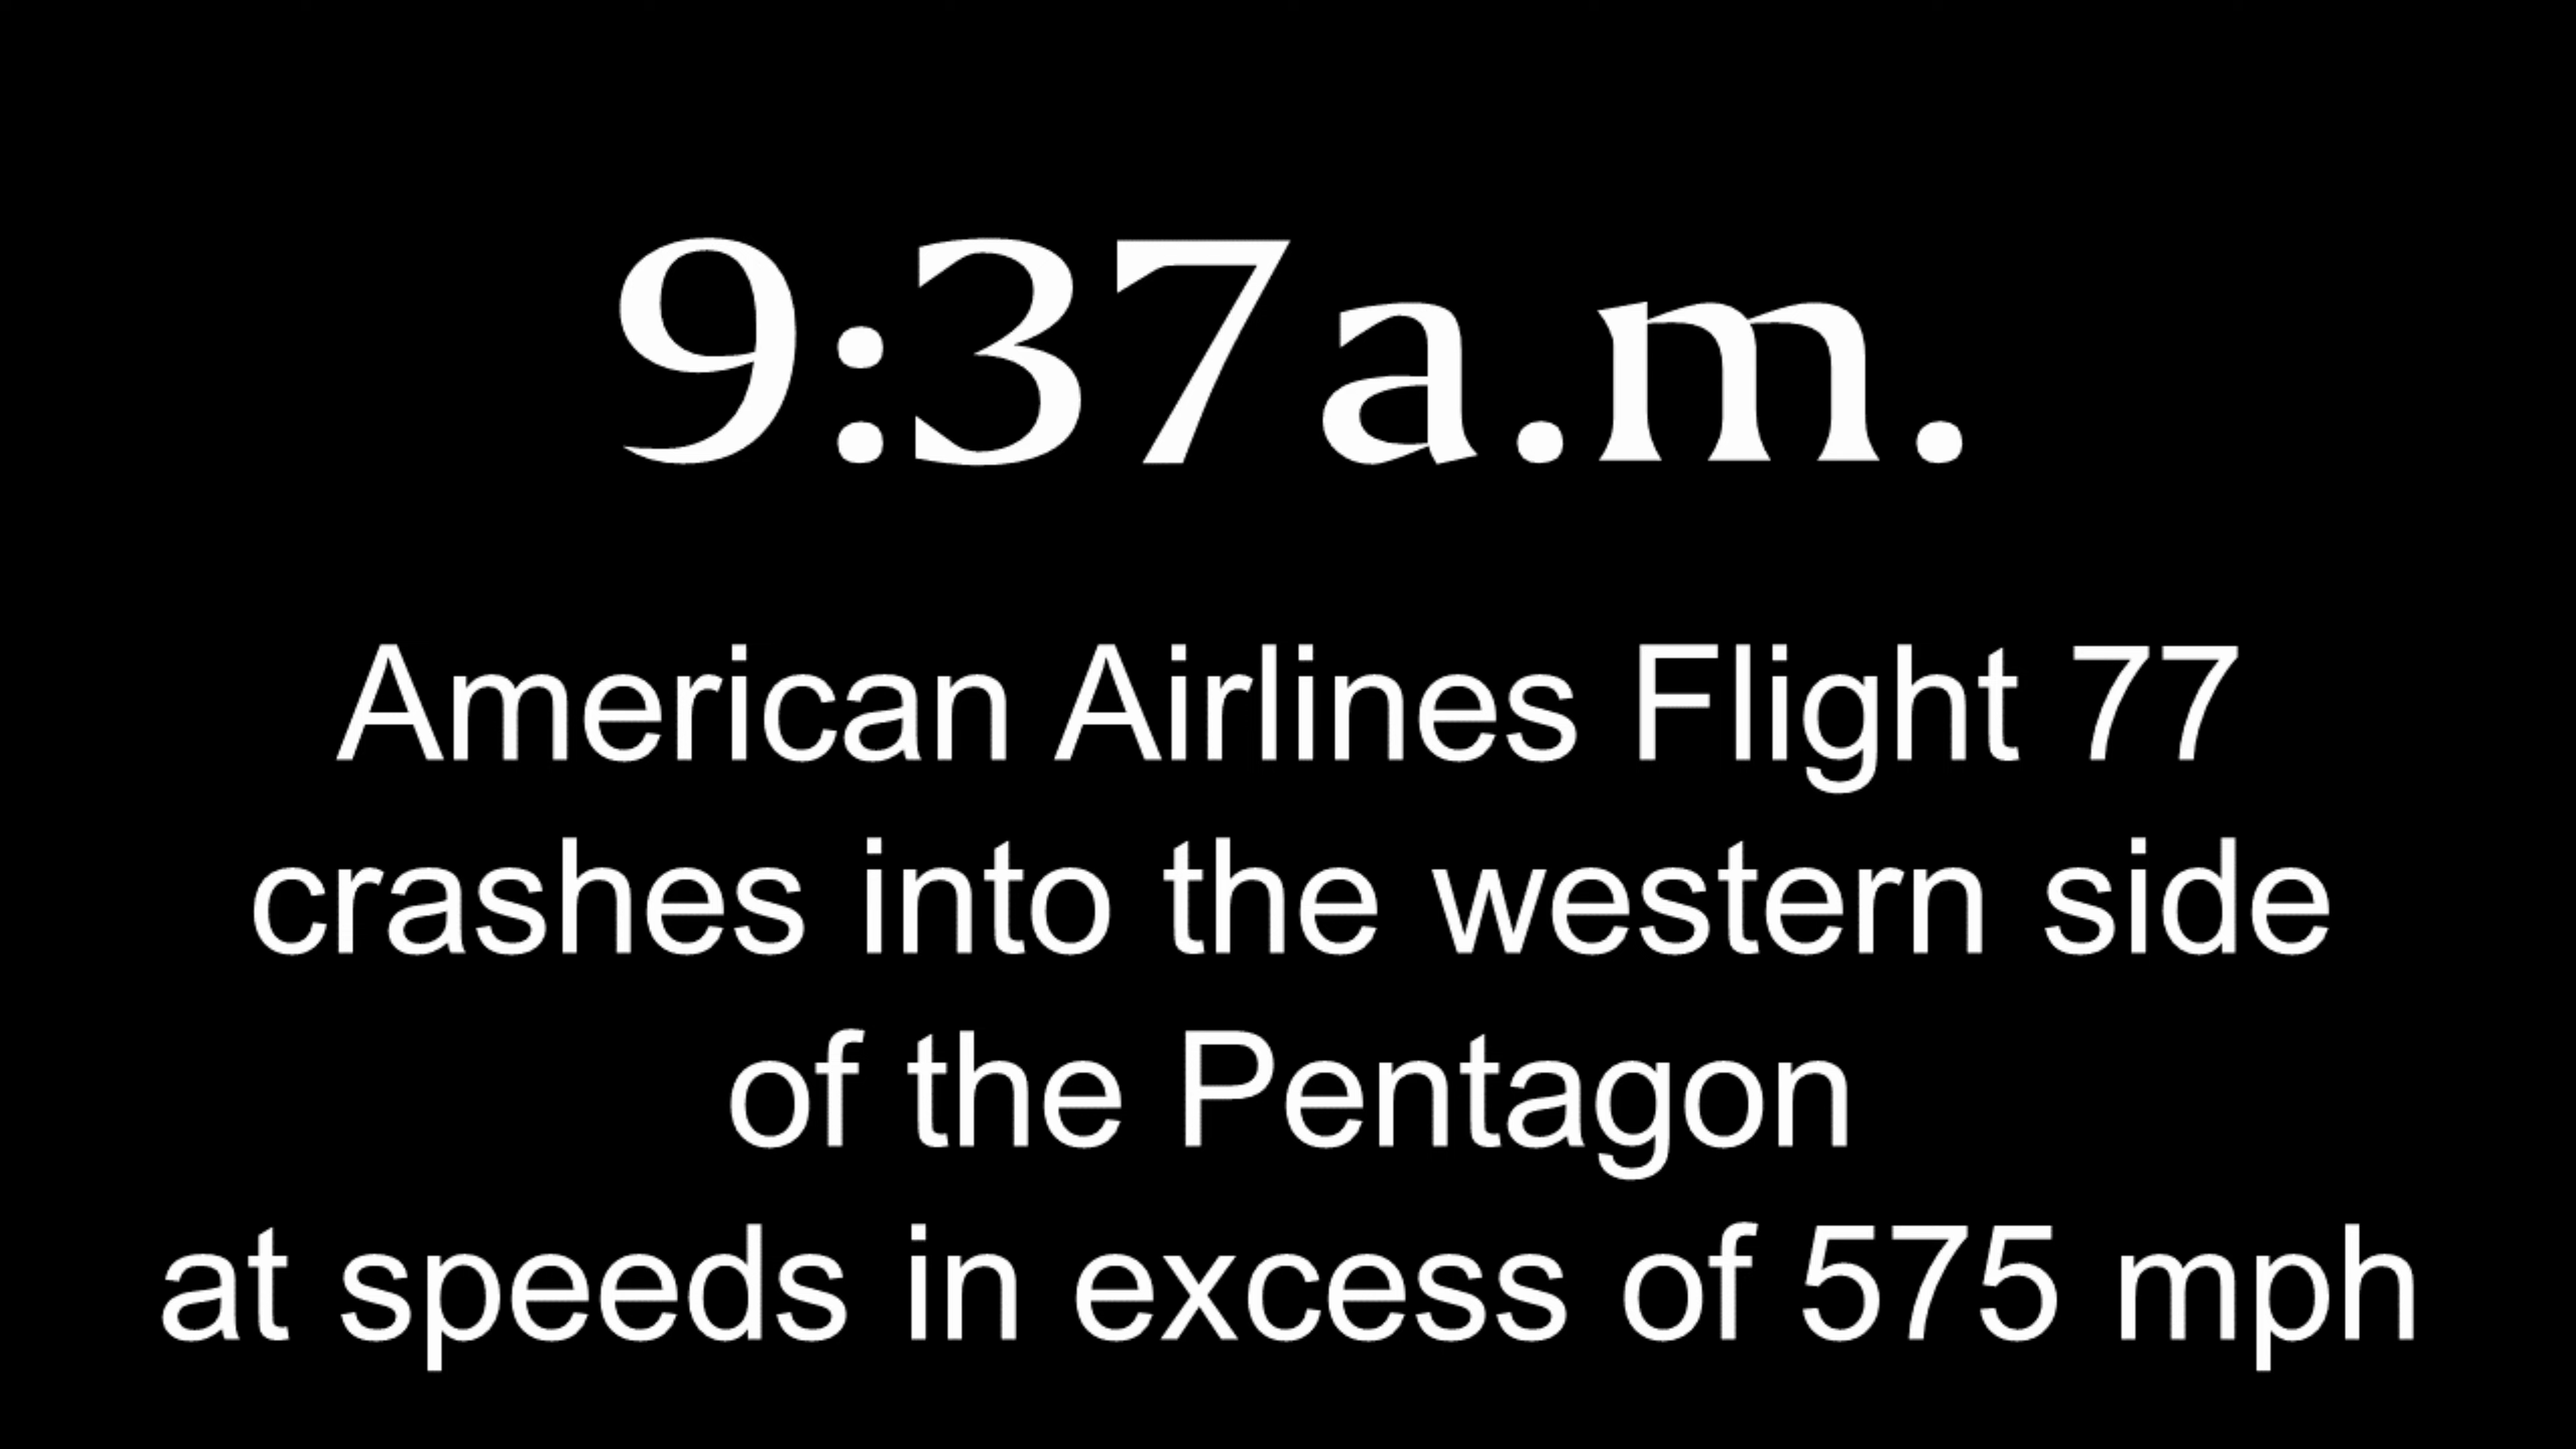 9:37a.m.
American Airlines Flight 77
crashes into the western side
of the Pentagon
at speeds in excess of 575 mph